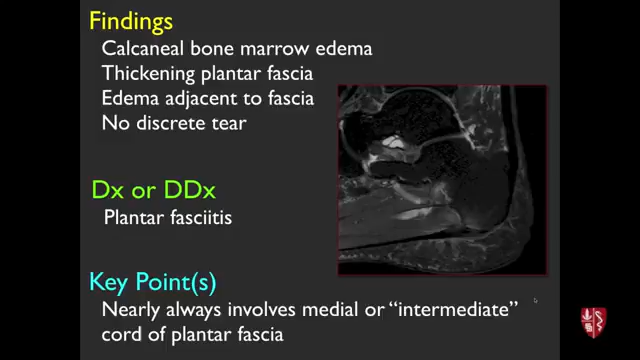 Findings
Calcaneal bone marrow edema
Thickening plantar fascia
Edema adjacent to fascia
No discrete tear
Dx or DDx
Plantar fasciitis
Key Point(s)
Nearly always involves medial or “intermediate”
cord of plantar fascia